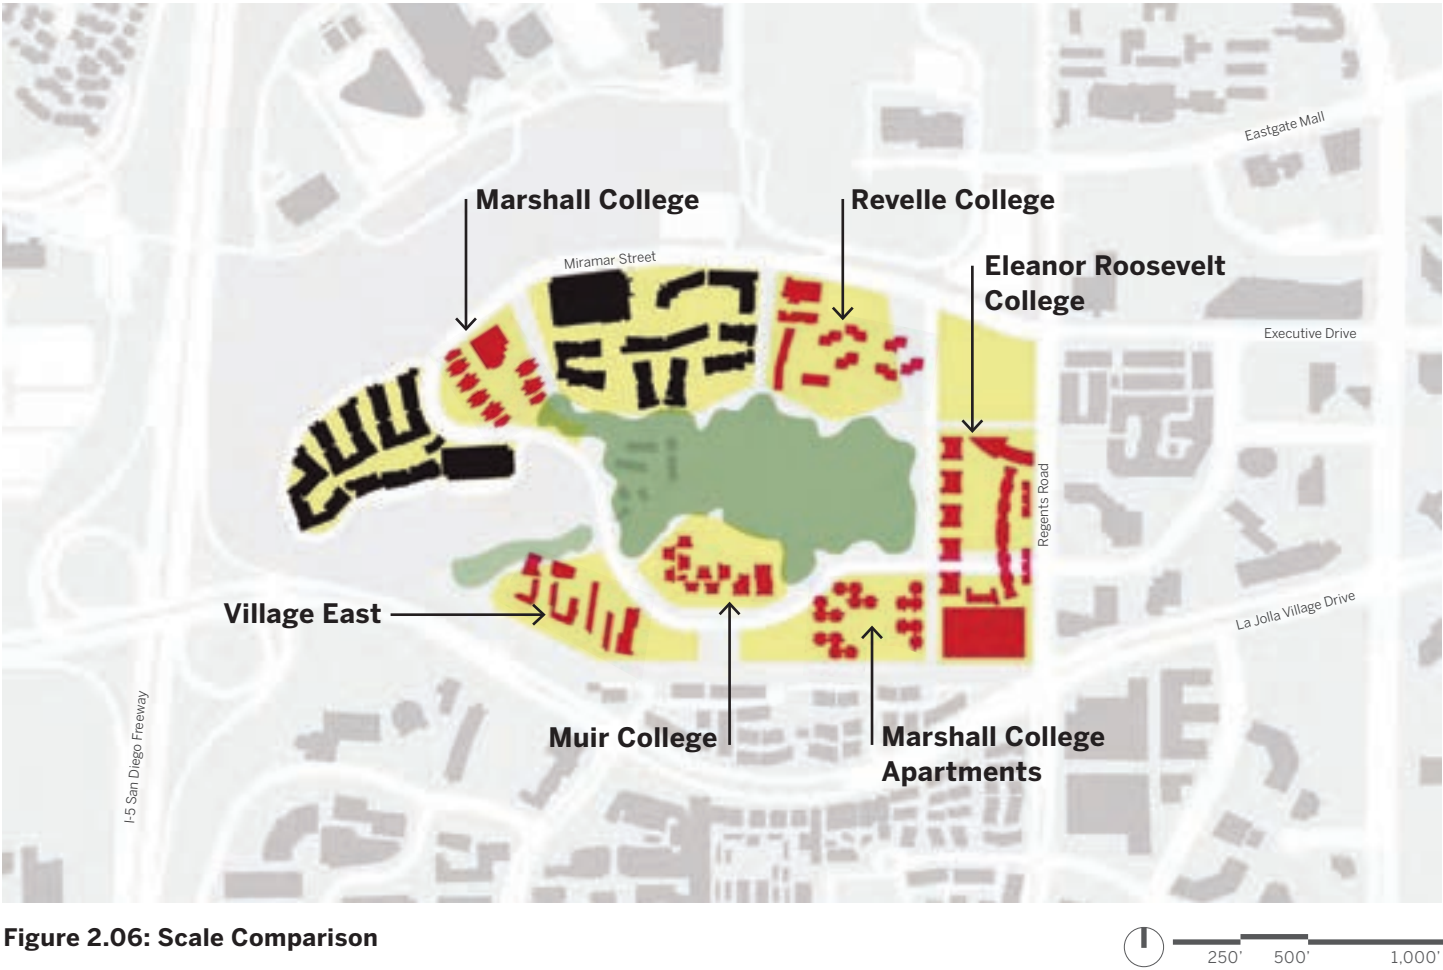 Eastgate Mall
Marshall College
Revelle College
Miramar Street
Eleanor Roosevelt
College
Executive Drive
Regents Road
La Jolla Village Drive
Village East
I-5 San Diego Freeway
Muir College
Marshall College
Apartments
Figure 2.06: Scale Comparison
250' 500' 1,000'